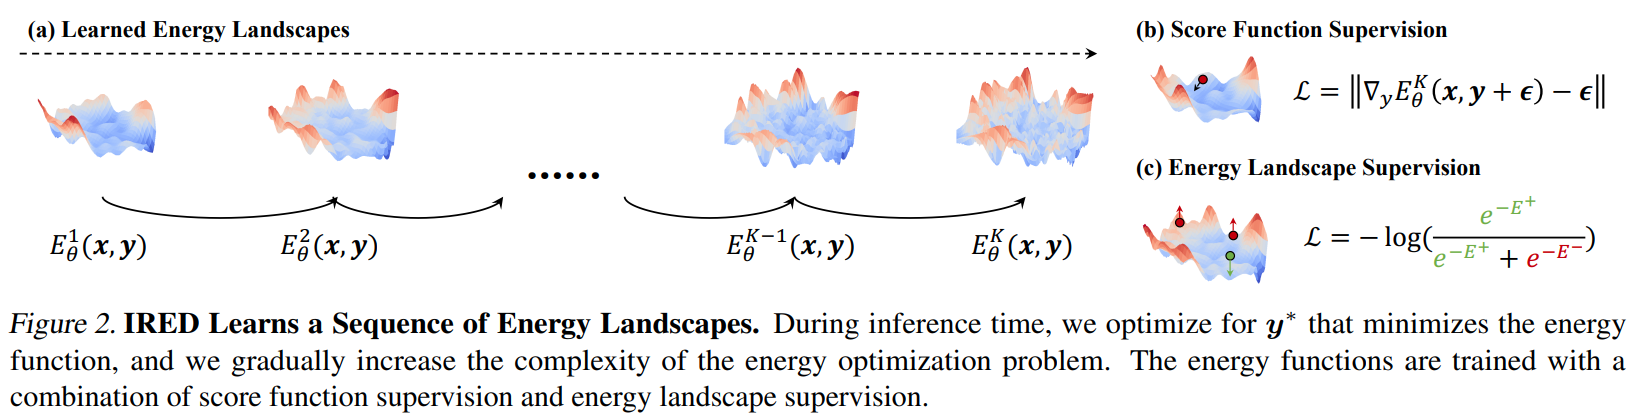 (a) Learned Energy Landscapes
......
E_θ^1(x, y)
E_θ^2(x, y)
E_θ^{K−1}(x, y)
E_θ^K(x, y)
(b) Score Function Supervision
ℒ = ‖∇_y E_θ^K(x, y + ϵ) − ϵ‖
(c) Energy Landscape Supervision
ℒ = − log(e^{−E^+} / (e^{−E^+} + e^{−E^−}))
Figure 2. IRED Learns a Sequence of Energy Landscapes. During inference time, we optimize for y* that minimizes the energy
function, and we gradually increase the complexity of the energy optimization problem. The energy functions are trained with a
combination of score function supervision and energy landscape supervision.